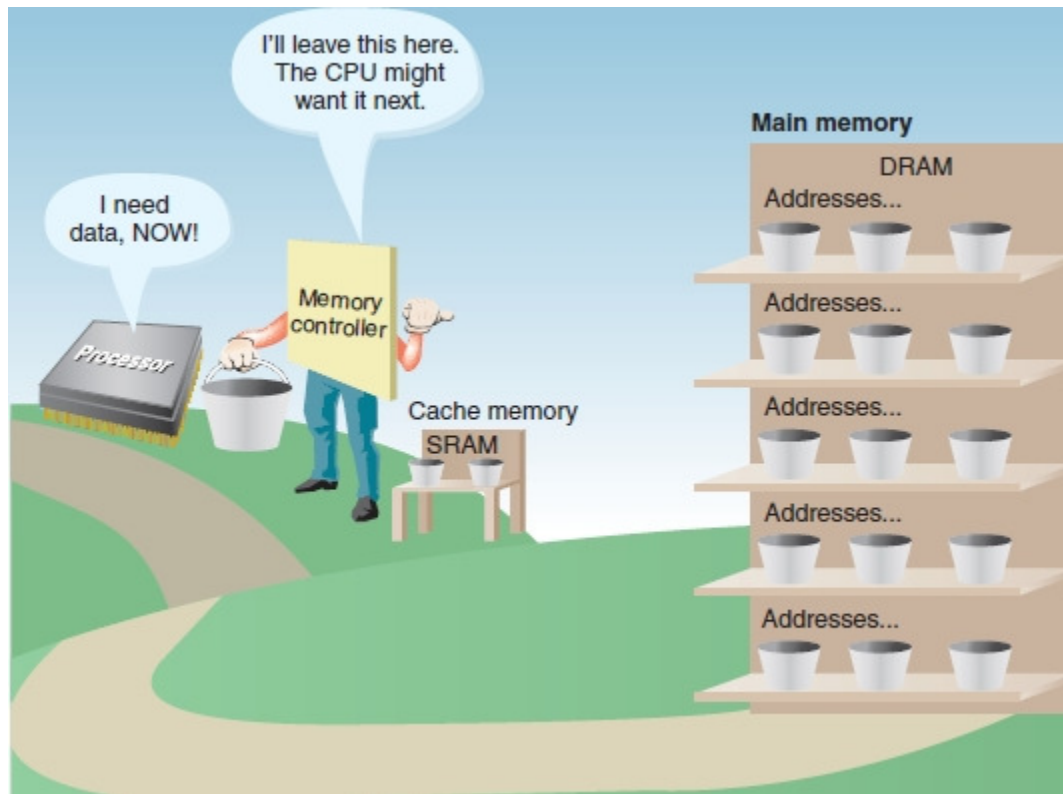 I'll leave this here.
The CPU might
want it next.
I need
data, NOW!
Processor
Memory
controller
Cache memory
SRAM
Main memory
DRAM
Addresses...
Addresses...
Addresses...
Addresses...
Addresses...